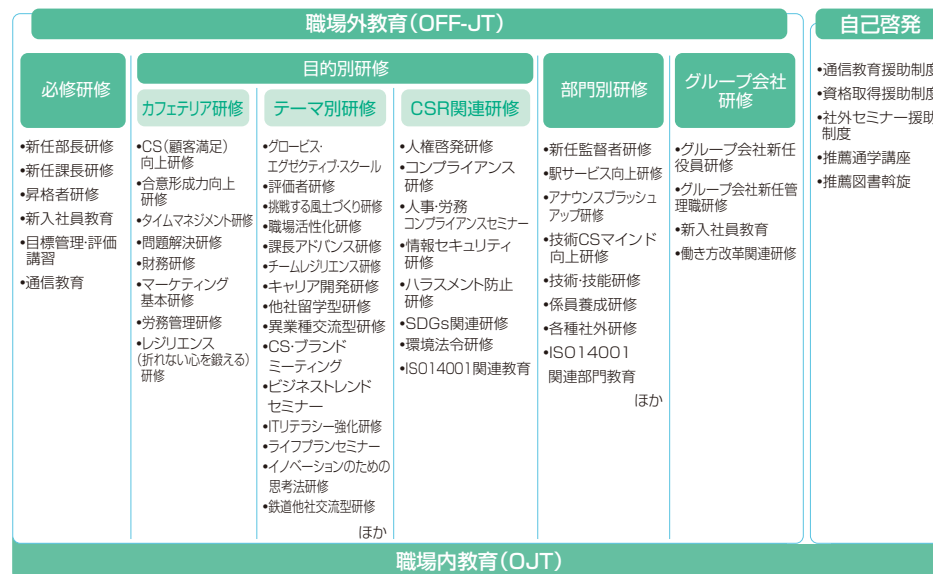 職場外教育(OFF-JT)
自己啓発
必修研修
目的別研修
部門別研修
グループ会社
研修
カフェテリア研修
テーマ別研修
CSR関連研修
•新任部長研修
•新任課長研修
•昇格者研修
•新入社員教育
•目標管理・評価
講習
•通信教育
•CS(顧客満足)
向上研修
•合意形成力向上
研修
•タイムマネジメント研修
•問題解決研修
•財務研修
•マーケティング
基本研修
•労務管理研修
•レジリエンス
(折れない心を鍛える)
研修
•グロービス・
エグゼクティブ・スクール
•評価者研修
•挑戦する風土づくり研修
•職場活性化研修
•課長アドバンス研修
•チームレジリエンス研修
•キャリア開発研修
•他社留学型研修
•異業種交流型研修
•CS・ブランド
ミーティング
•ビジネストレンド
セミナー
•ITリテラシー強化研修
•ライフプランセミナー
•イノベーションのための
思考法研修
•鉄道他社交流型研修
ほか
•人権啓発研修
•コンプライアンス
研修
•人事・労務
コンプライアンスセミナー
•情報セキュリティ
研修
•ハラスメント防止
研修
•SDGs関連研修
•環境法令研修
•ISO14001関連教育
•新任監督者研修
•駅サービス向上研修
•アナウンスブラッシュ
アップ研修
•技術CSマインド
向上研修
•技術・技能研修
•係員養成研修
•各種社外研修
•ISO14001
関連部門教育
ほか
•グループ会社新任
役員研修
•グループ会社新任管
理職研修
•新入社員教育
•働き方改革関連研修
•通信教育援助制度
•資格取得援助制度
•社外セミナー援助
制度
•推薦通学講座
•推薦図書斡旋
職場内教育(OJT)